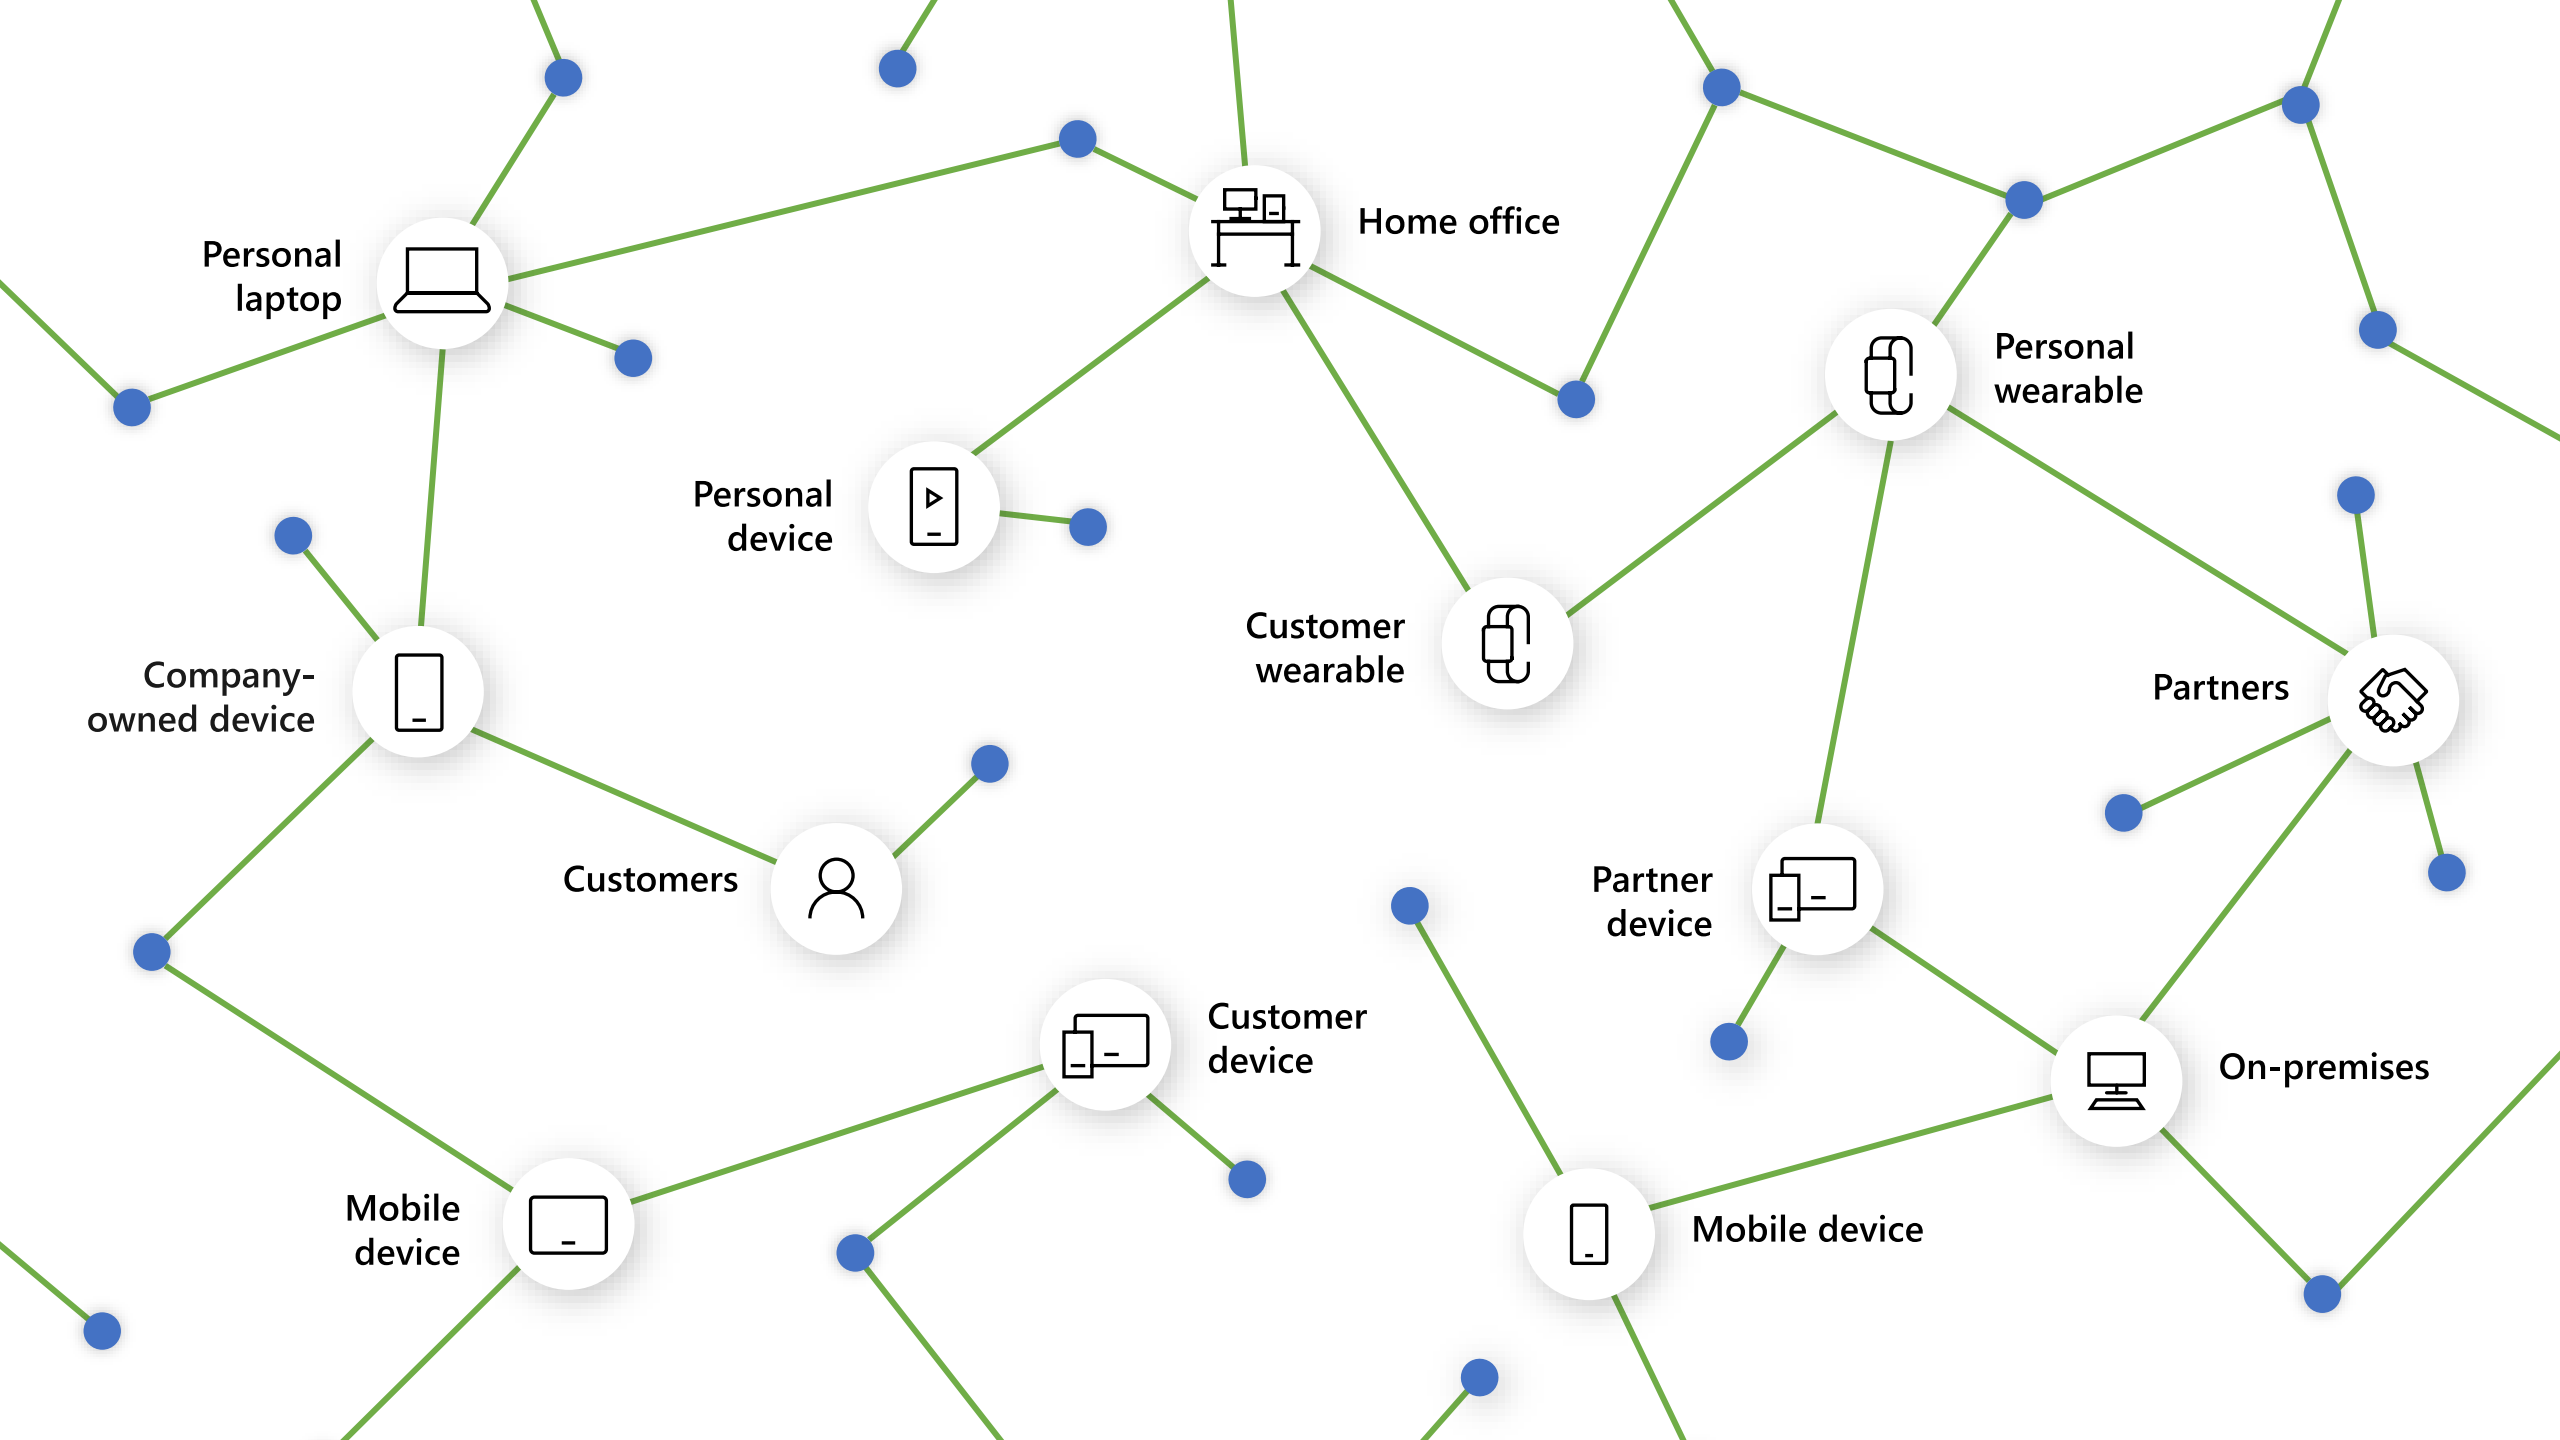 Home office
Personal
laptop
Personal
wearable
Personal
device
Customer
wearable
Company-
owned device
Partners
Customers
Partner
device
Customer
device
On-premises
Mobile
device
Mobile device